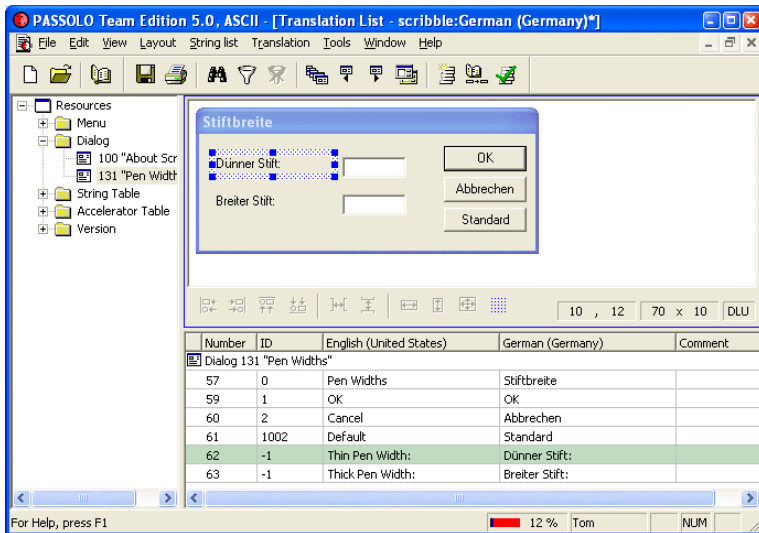 PASSOLO Team Edition 5.0, ASCII - [Translation List - scribble:German (Germany)*]
File Edit View Layout String list Translation Tools Window Help
Resources
Menu
Dialog
100 "About Scr
131 "Pen Width
String Table
Accelerator Table
Version
Stiftbreite
Dünner Stift:
OK
Abbrechen
Breiter Stift:
Standard
10 , 12 70 x 10 DLU
Number ID English (United States) German (Germany) Comment
Dialog 131 "Pen Widths"
57 0 Pen Widths Stiftbreite
59 1 OK OK
60 2 Cancel Abbrechen
61 1002 Default Standard
62 -1 Thin Pen Width: Dünner Stift:
63 -1 Thick Pen Width: Breiter Stift:
For Help, press F1 12 % Tom NUM